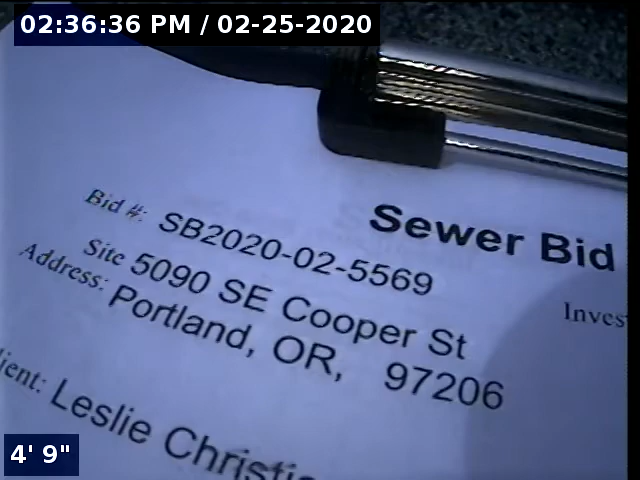 02:36:36 PM / 02-25-2020
Sewer Bid
Bid #: SB2020-02-5569
Site 5090 SE Cooper St
Address: Portland, OR, 97206
Leslie
4' 9"